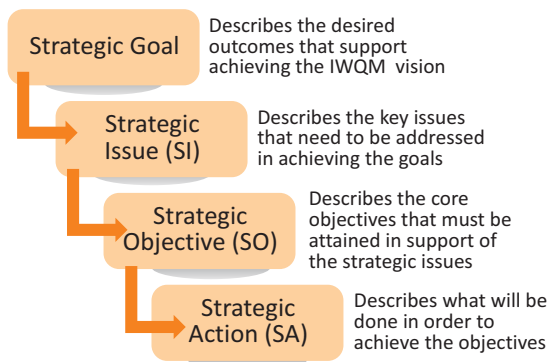 Strategic Goal
Describes the desired
outcomes that support
achieving the IWQM vision
Strategic
Issue (SI)
Describes the key issues
that need to be addressed
in achieving the goals
Strategic
Objective (SO)
Describes the core
objectives that must be
attained in support of
the strategic issues
Strategic
Action (SA)
Describes what will be
done in order to
achieve the objectives